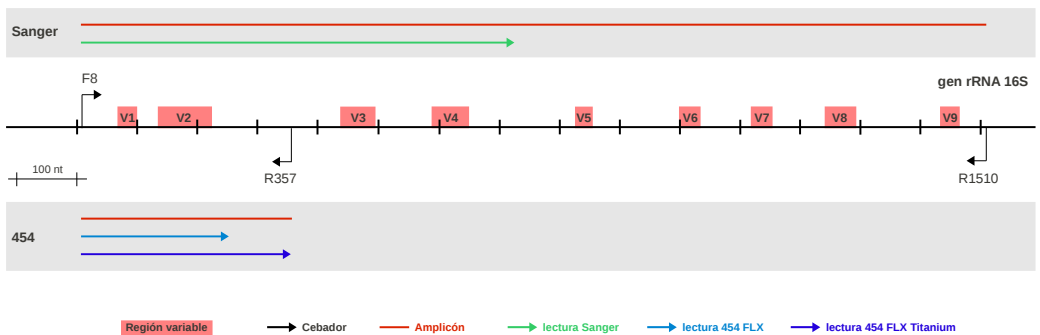 Sanger
F8
gen rRNA 16S
V1
V2
V3
V4
V5
V6
V7
V8
V9
100 nt
R357
R1510
454
Región variable
Cebador
Amplicón
lectura Sanger
lectura 454 FLX
lectura 454 FLX Titanium